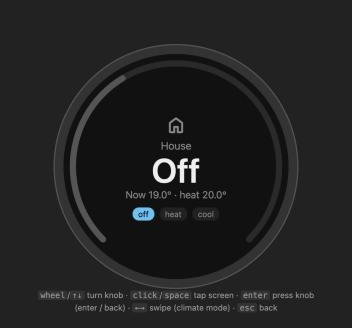 House
Off
Now 19.0° · heat 20.0°
off heat cool
wheel / ↑↓ turn knob · click / space tap screen · enter press knob
(enter / back) · ↔ swipe (climate mode) · esc back